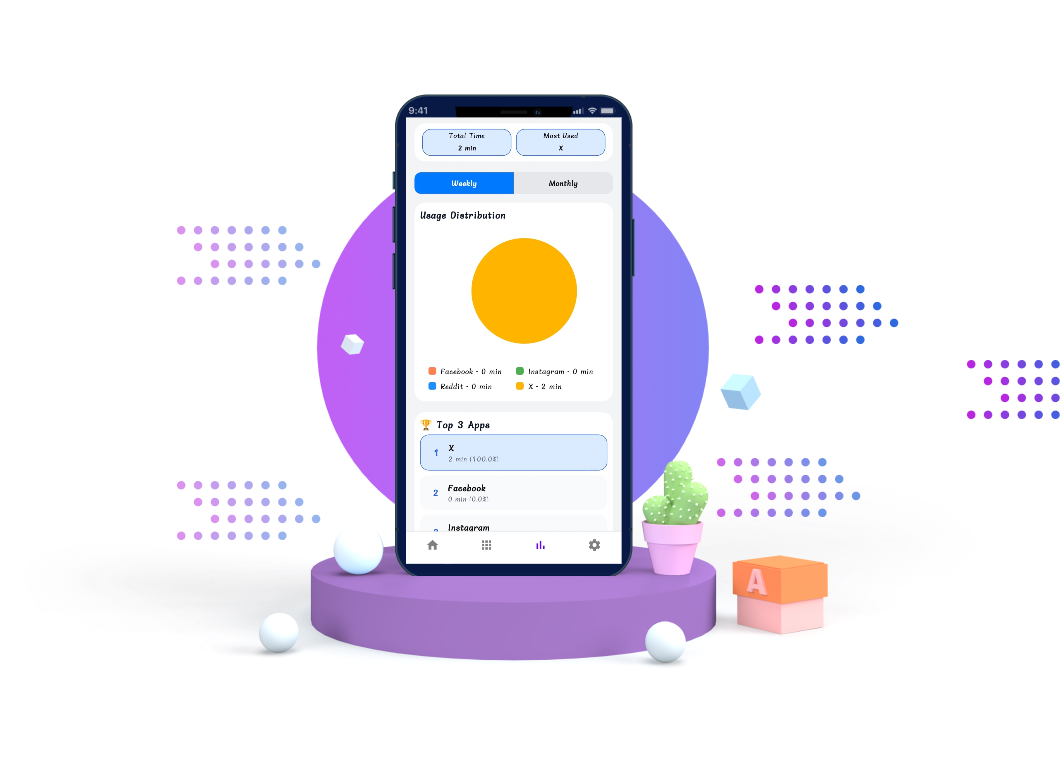 9:41
Total Time
Most Used
2 min
X
Weekly
Monthly
Usage Distribution
Facebook - 0 min
Instagram - 0 min
Reddit - 0 min
X - 2 min
🏆 Top 3 Apps
1
X
2 min (100.0%)
2
Facebook
0 min (0.0%)
Instagram
A